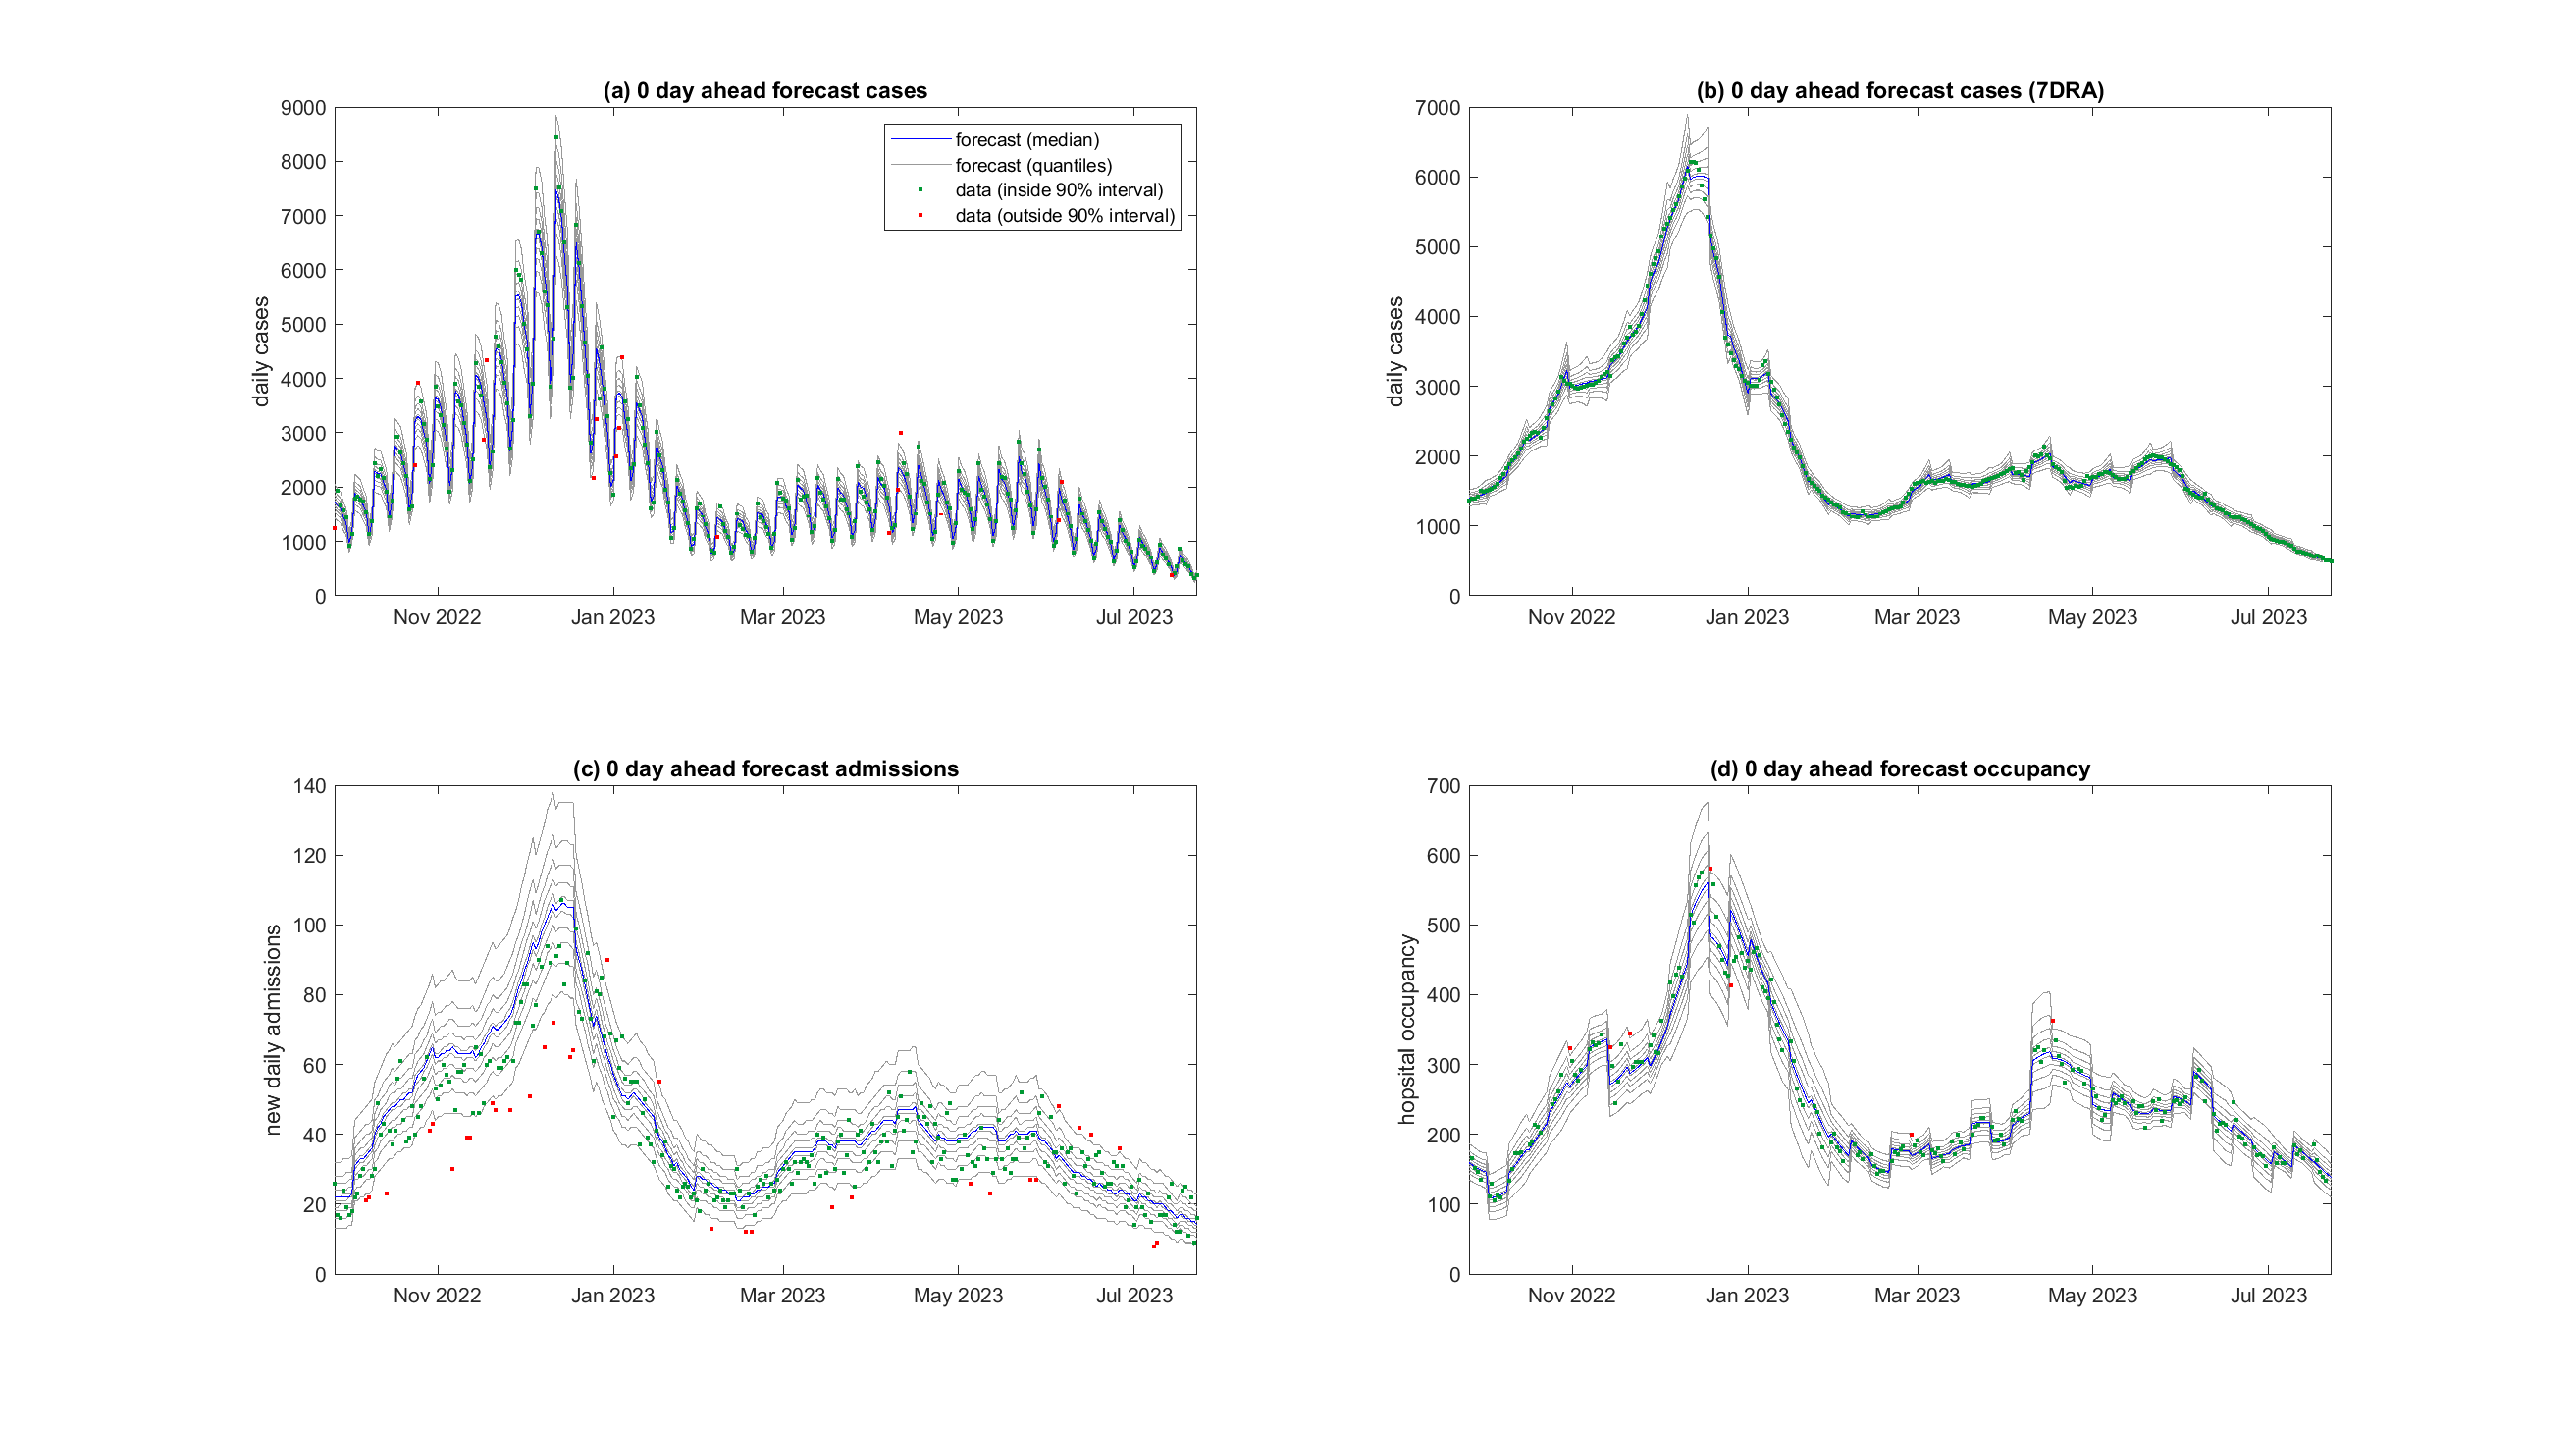 (a) 0 day ahead forecast cases
9000
8000
7000
6000
5000
4000
3000
2000
1000
0
daily cases
forecast (median)
forecast (quantiles)
data (inside 90% interval)
data (outside 90% interval)
Nov 2022 Jan 2023 Mar 2023 May 2023 Jul 2023
(b) 0 day ahead forecast cases (7DRA)
7000
6000
5000
4000
3000
2000
1000
0
daily cases
Nov 2022 Jan 2023 Mar 2023 May 2023 Jul 2023
(c) 0 day ahead forecast admissions
140
120
100
80
60
40
20
0
new daily admissions
Nov 2022 Jan 2023 Mar 2023 May 2023 Jul 2023
(d) 0 day ahead forecast occupancy
700
600
500
400
300
200
100
0
hopsital occupancy
Nov 2022 Jan 2023 Mar 2023 May 2023 Jul 2023